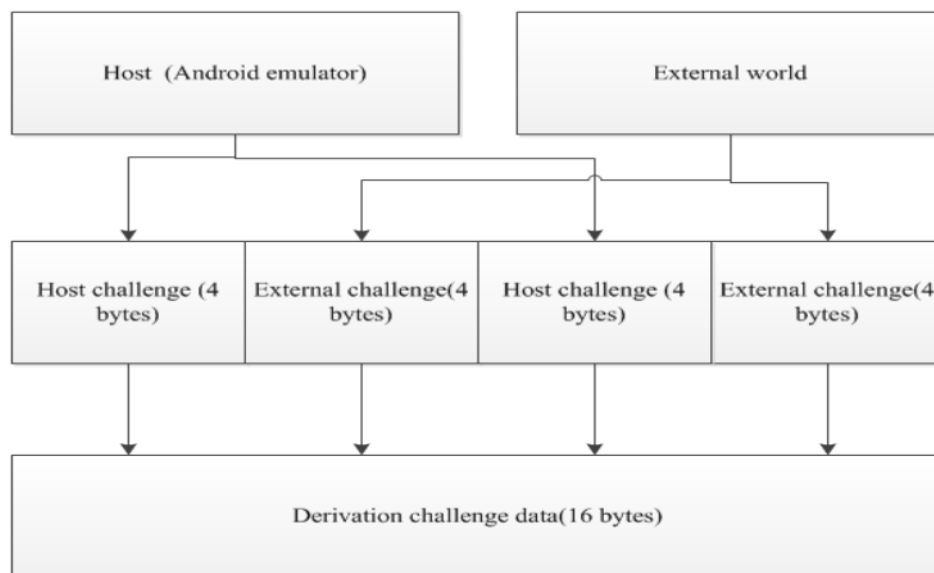 Host  (Android emulator)
External world
Host challenge (4
bytes)
External challenge(4
bytes)
Host challenge (4
bytes)
External challenge(4
bytes)
Derivation challenge data(16 bytes)